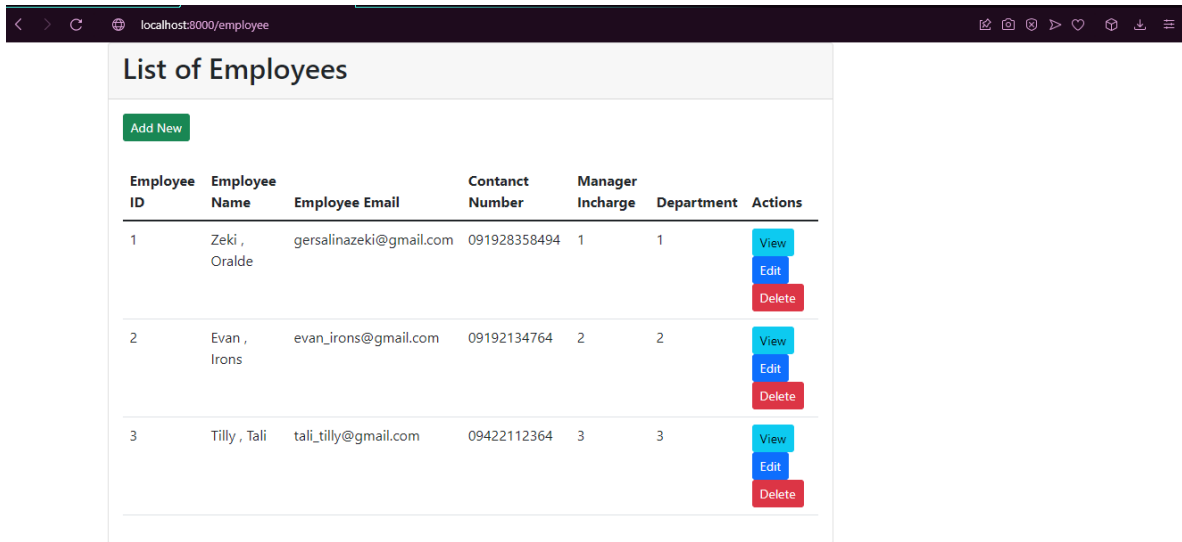 localhost:8000/employee
List of Employees
Add New
Employee ID Employee Name Employee Email Contanct Number Manager Incharge Department Actions
1 Zeki , Oralde gersalinazeki@gmail.com 091928358494 1 1 View
Edit
Delete
2 Evan , Irons evan_irons@gmail.com 09192134764 2 2 View
Edit
Delete
3 Tilly , Tali tali_tilly@gmail.com 09422112364 3 3 View
Edit
Delete